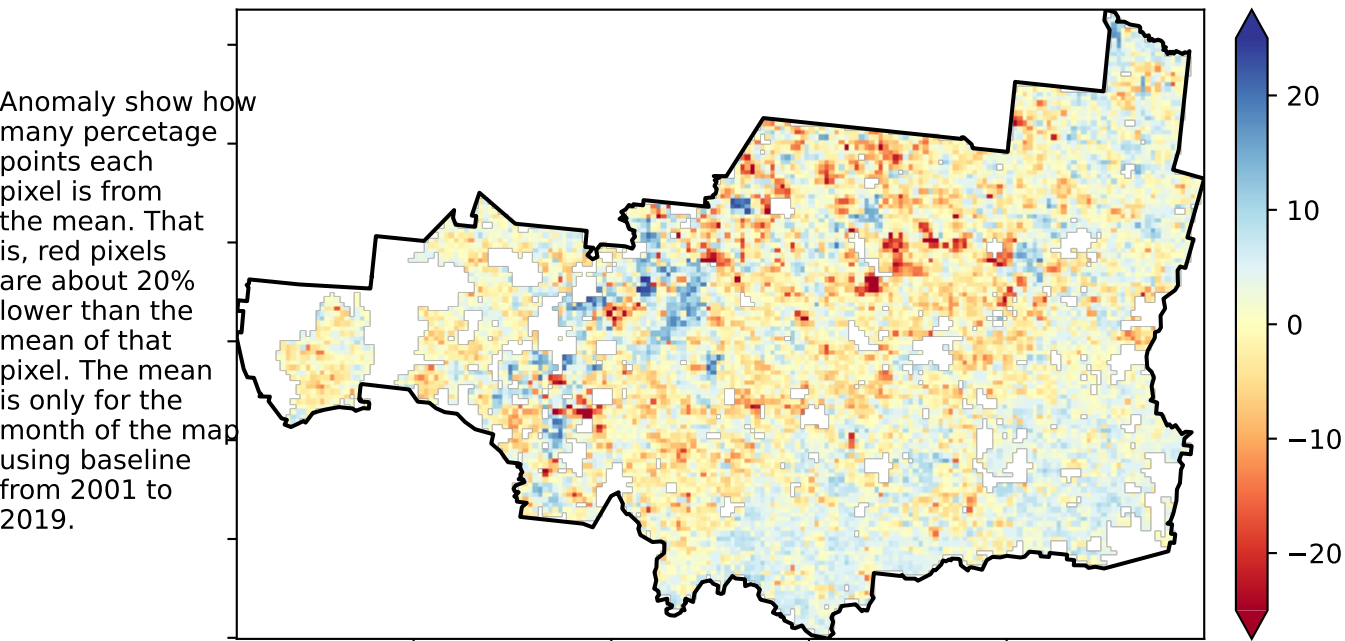 Anomaly show how
many percetage
points each
pixel is from
the mean. That
is, red pixels
are about 20%
lower than the
mean of that
pixel. The mean
is only for the
month of the map
using baseline
from 2001 to
2019.
20
10
0
−10
−20